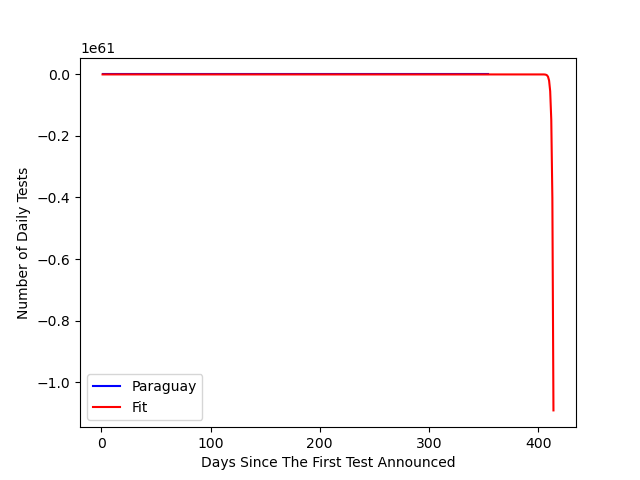 1e61
0.0
−0.2
−0.4
−0.6
−0.8
−1.0
Number of Daily Tests
Paraguay
Fit
0 100 200 300 400
Days Since The First Test Announced